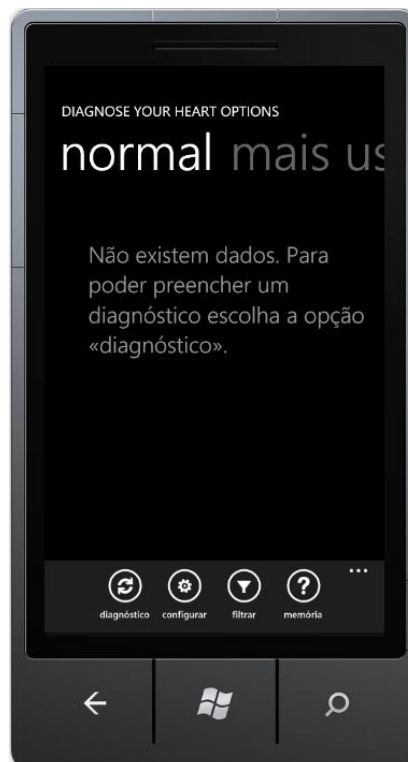 DIAGNOSE YOUR HEART OPTIONS
normal mais us
Não existem dados. Para
poder preencher um
diagnóstico escolha a opção
«diagnóstico».
diagnóstico configurar filtrar memória